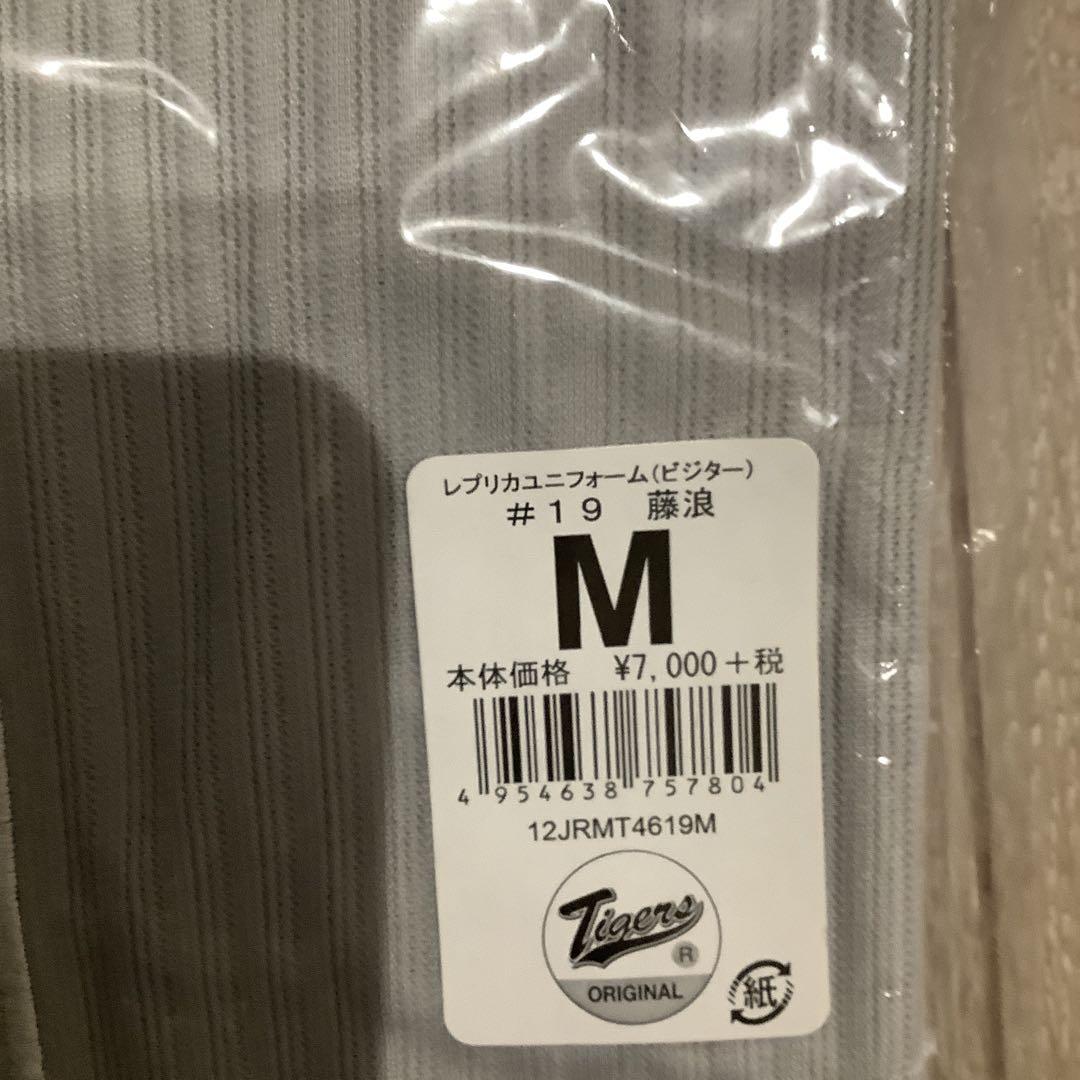 レプリカユニフォーム(ビジター)
#19 藤浪
M
本体価格 ¥7,000+税
4 954638 757804
12JRMT4619M
Tigers
R
ORIGINAL
紙